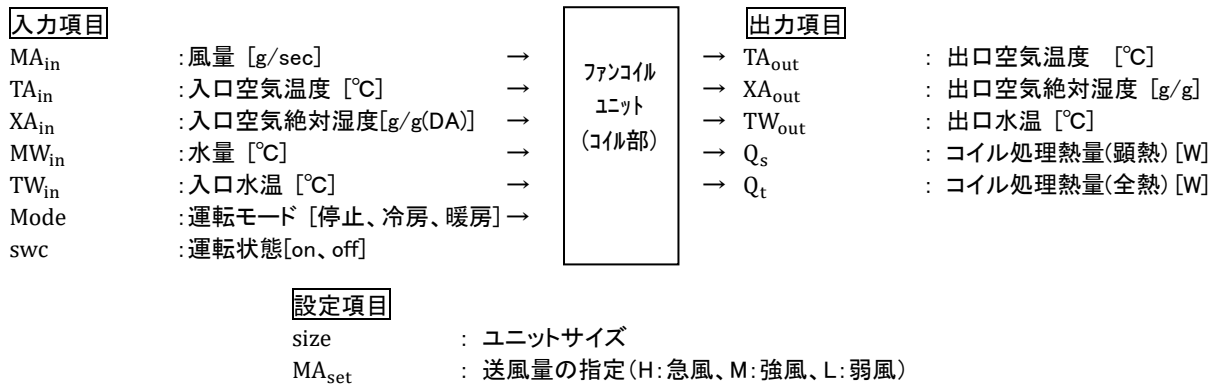 入力項目
MAin :風量 [g/sec] →
TAin :入口空気温度 [℃] →
XAin :入口空気絶対湿度[g/g(DA)] →
MWin :水量 [℃] →
TWin :入口水温 [℃] →
Mode :運転モード [停止、冷房、暖房]→
swc :運転状態[on、off]
ファンコイル
ユニット
(コイル部)
出力項目
→ TAout : 出口空気温度 [℃]
→ XAout : 出口空気絶対湿度 [g/g]
→ TWout : 出口水温 [℃]
→ Qs : コイル処理熱量(顕熱) [W]
→ Qt : コイル処理熱量(全熱) [W]
設定項目
size : ユニットサイズ
MAset : 送風量の指定(H:急風、M:強風、L:弱風)